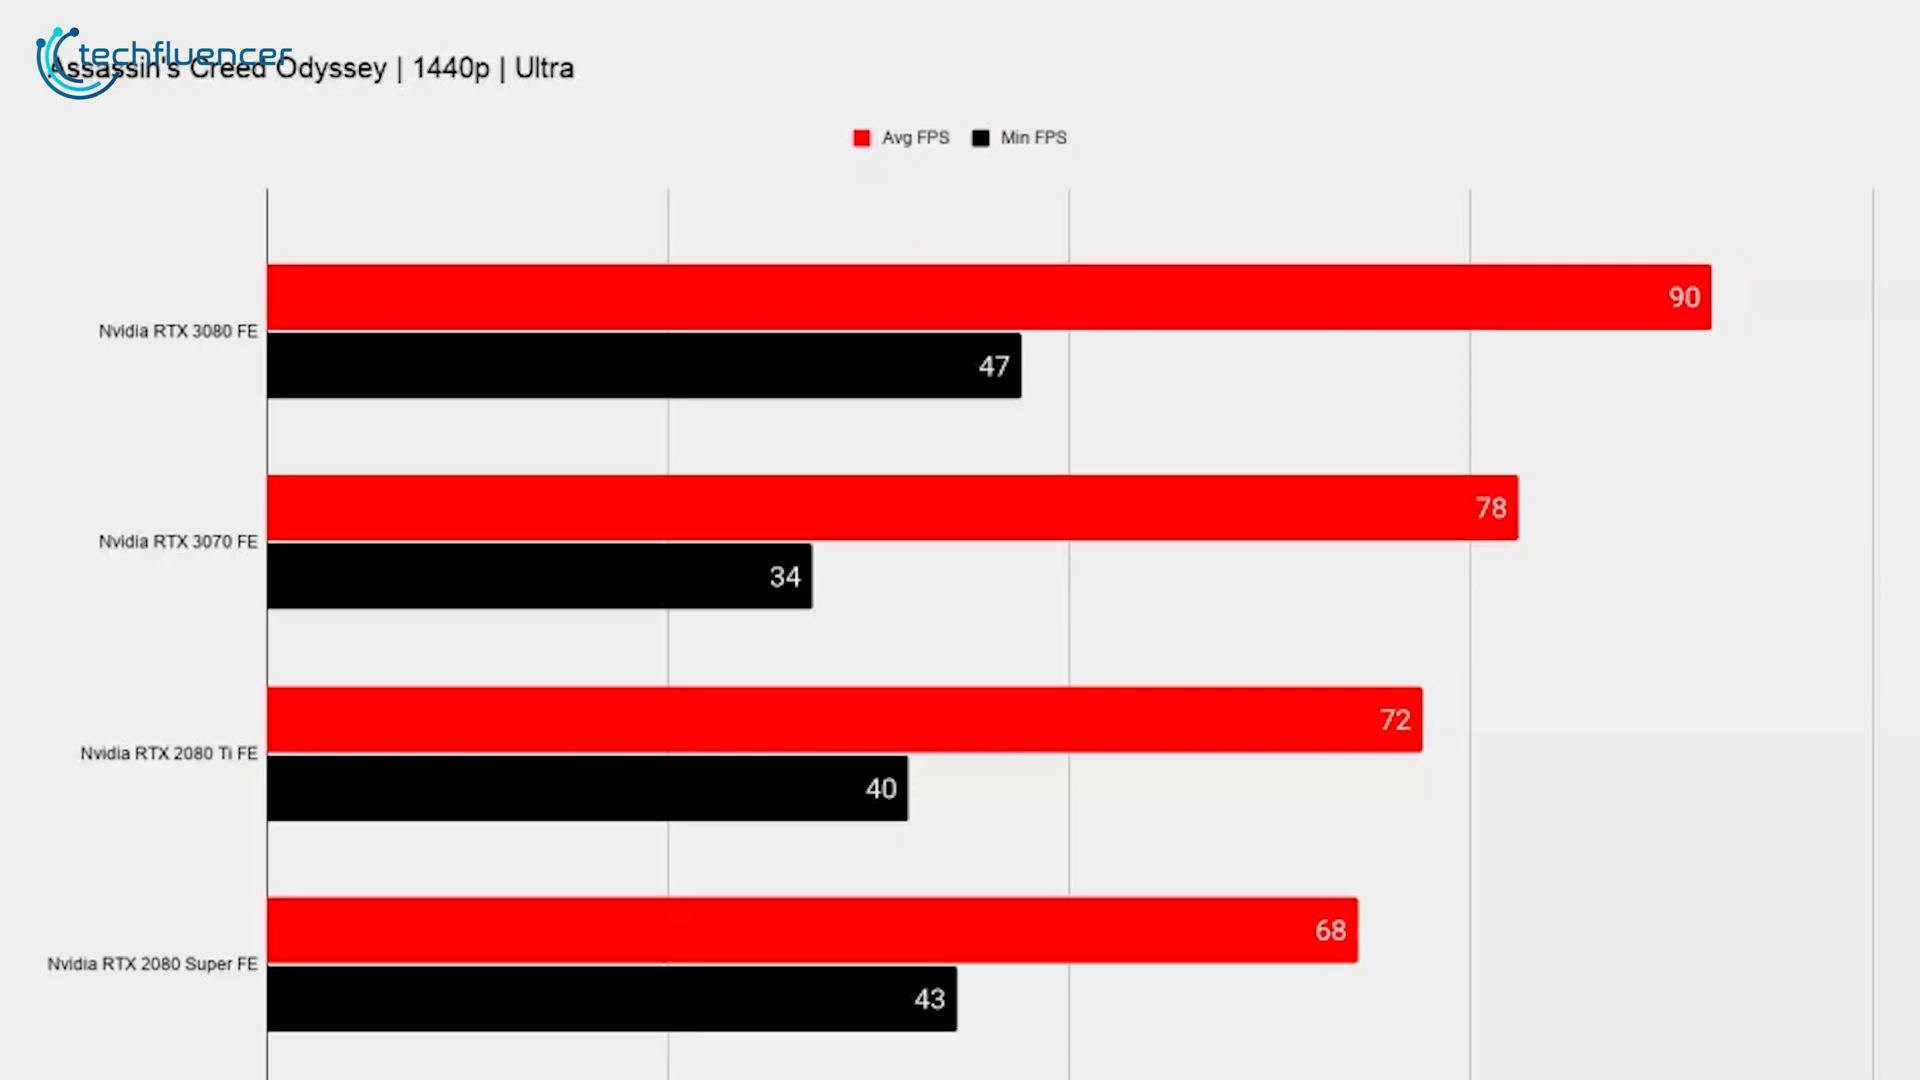 techfluencer
Assassin's Creed Odyssey | 1440p | Ultra
Avg FPS Min FPS
90
Nvidia RTX 3080 FE
47
78
Nvidia RTX 3070 FE
34
72
Nvidia RTX 2080 Ti FE
40
68
Nvidia RTX 2080 Super FE
43